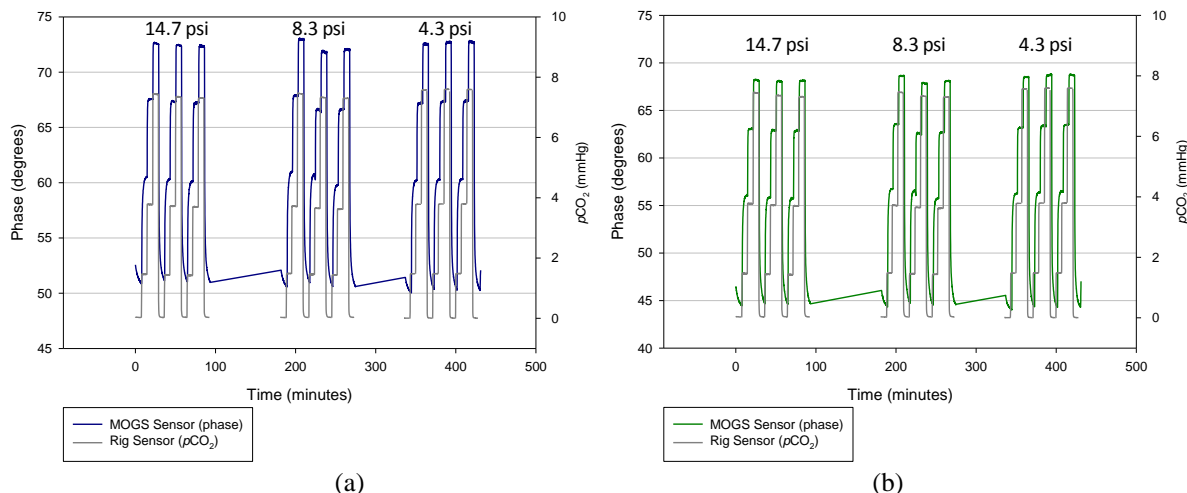 14.7 psi 8.3 psi 4.3 psi
75
70
65
60
55
50
45
10
8
6
4
2
0
Phase (degrees)
pCO₂ (mmHg)
0 100 200 300 400 500
Time (minutes)
MOGS Sensor (phase)
Rig Sensor (pCO₂)
(a)
14.7 psi 8.3 psi 4.3 psi
75
70
65
60
55
50
45
40
10
8
6
4
2
0
Phase (degrees)
pCO₂ (mmHg)
0 100 200 300 400 500
Time (minutes)
MOGS Sensor (phase)
Rig Sensor (pCO₂)
(b)